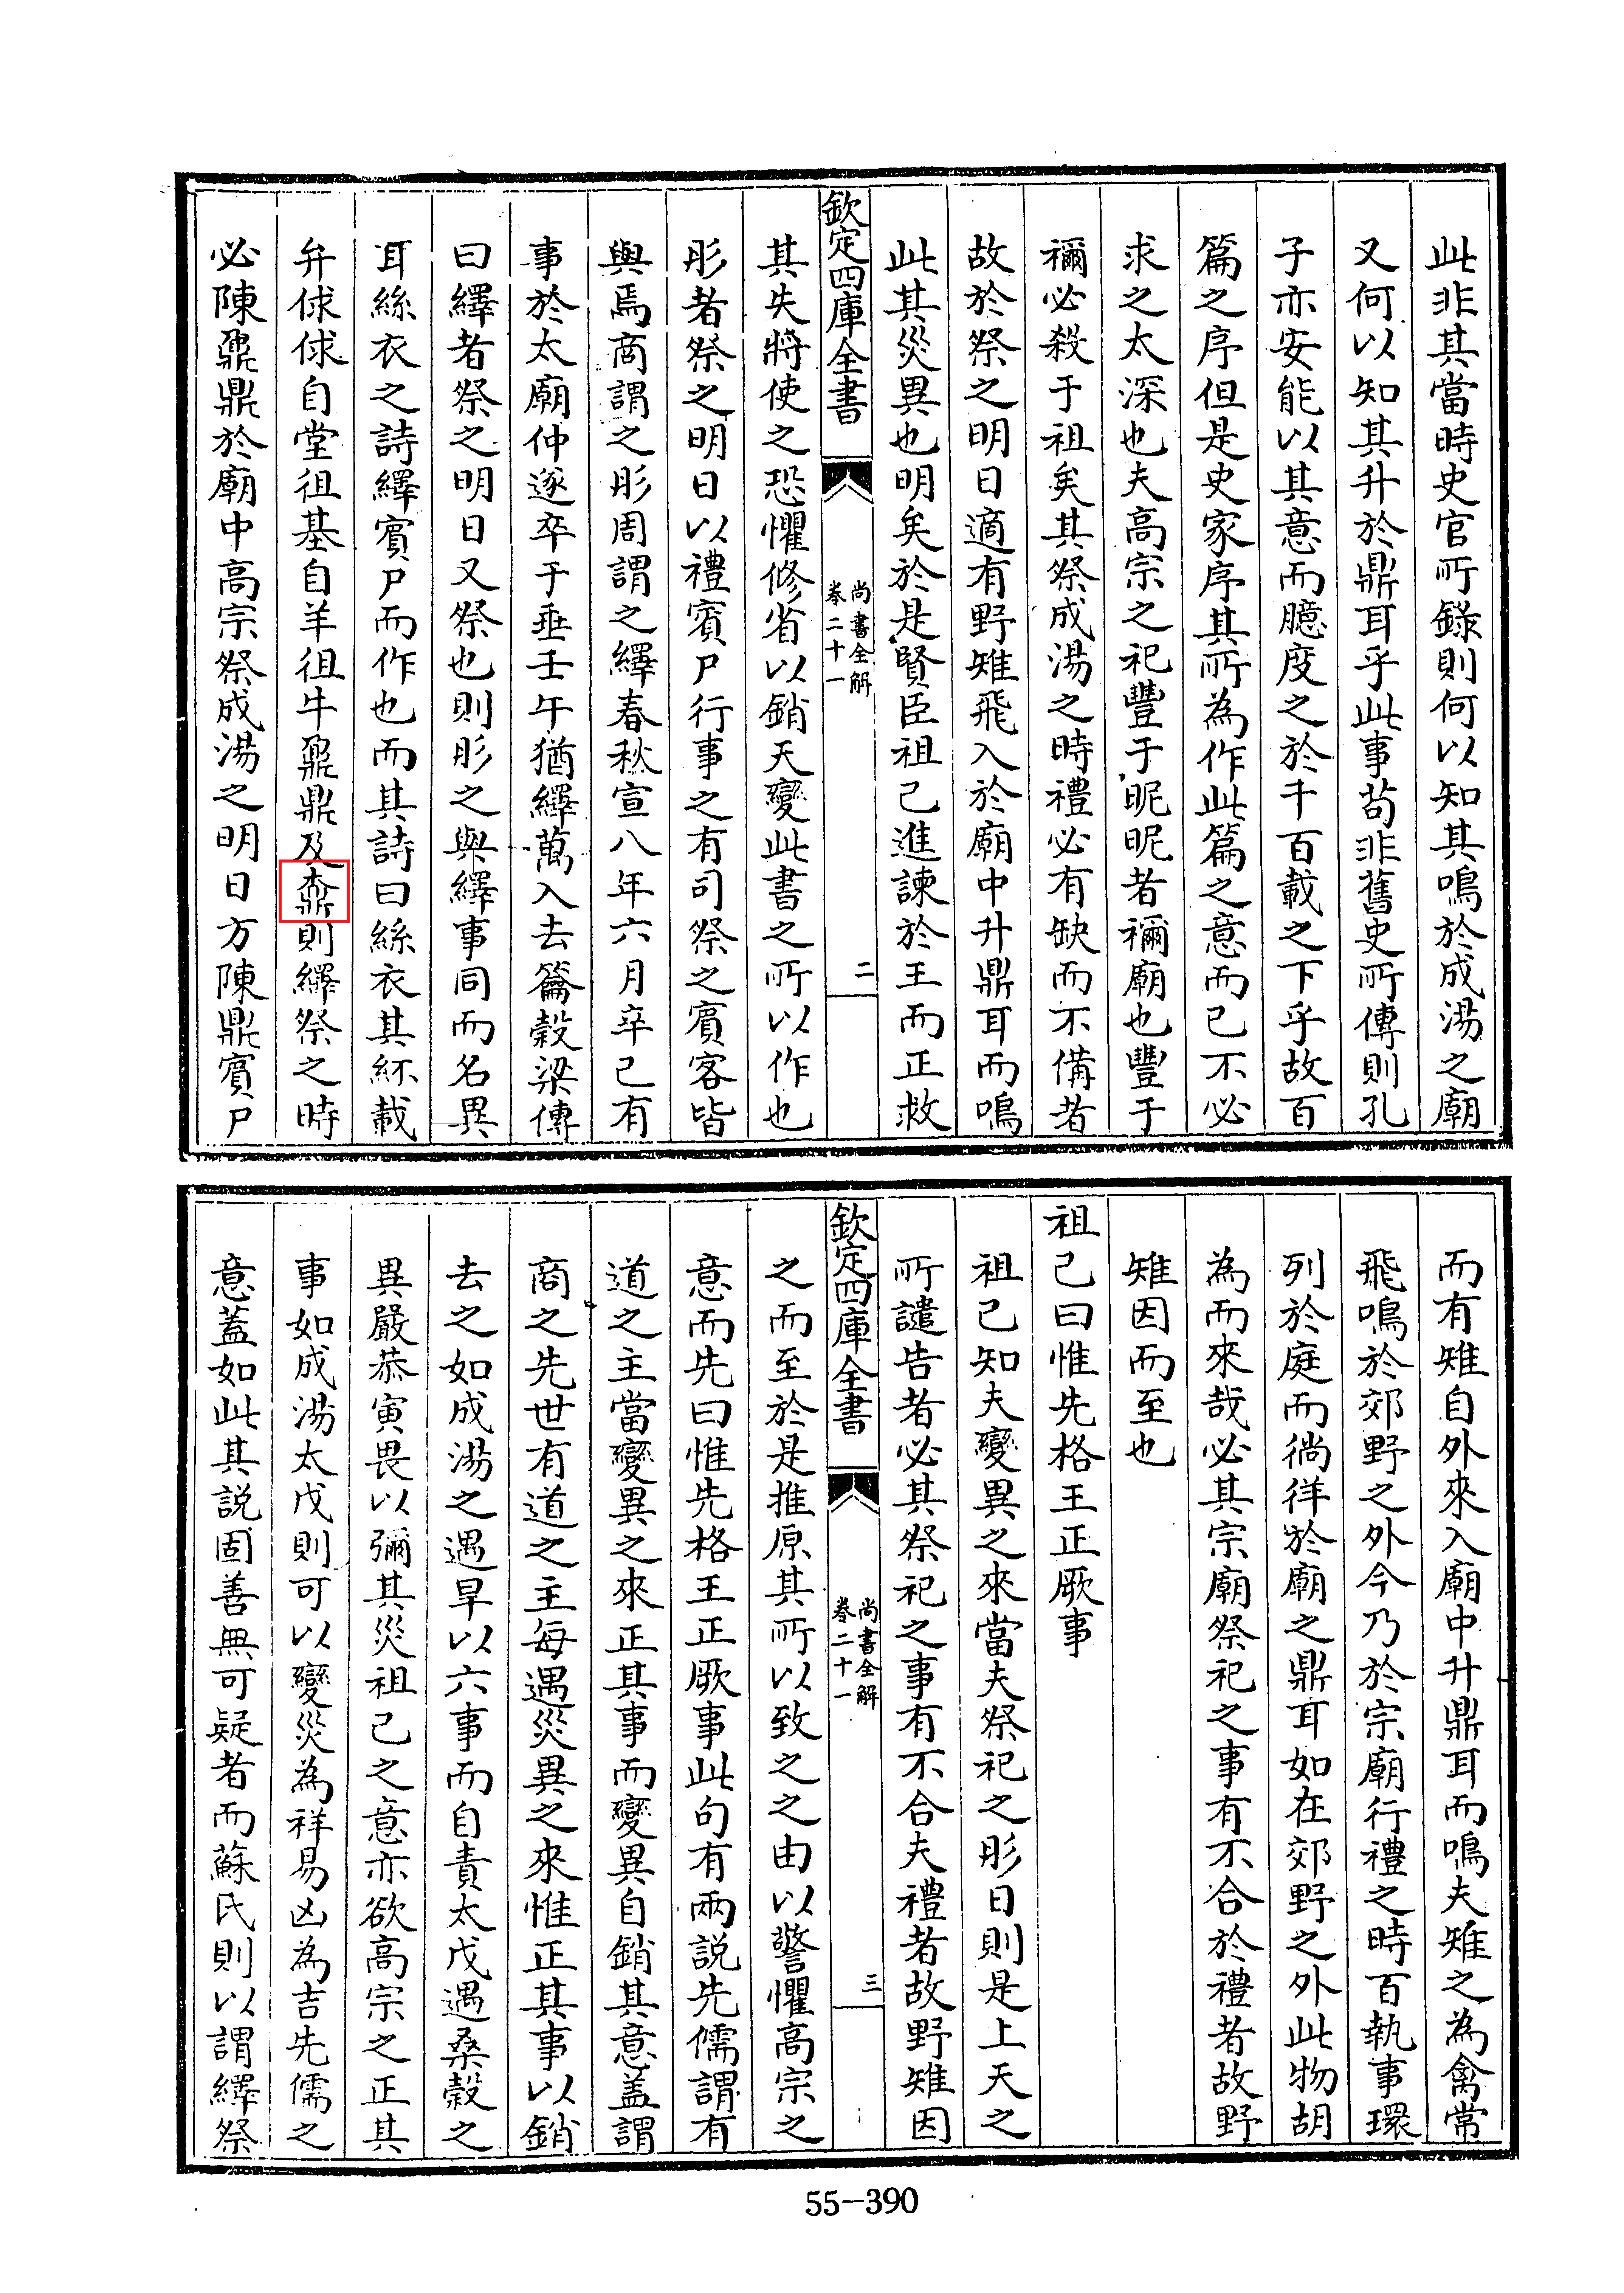 此非其當時史官所錄則何以知其鳴於成湯之廟
又何以知其升於鼎耳乎此事苟非舊史所傳則孔
子亦安能以其意而臆度之於千百載之下乎故百
篇之序但是史家序其所為作此篇之意而已不必
求之太深也夫高宗之祀豐于昵昵者禰廟也豐于
禰必殺于祖矣其祭成湯之時禮必有缺而不備者
故於祭之明日適有野雉飛入於廟中升鼎耳而鳴
此其災異也明矣於是賢臣祖己進諫於王而正救
欽定四庫全書
尚書全解
卷二十一
二
其失將使之恐懼修省以銷天變此書之所以作也
肜者祭之明日以禮賓尸行事之有司祭之賓客皆
與焉商謂之肜周謂之繹春秋宣八年六月辛巳有
事於太廟仲遂卒于垂壬午猶繹萬入去籥穀梁傳
曰繹者祭之明日又祭也則肜之與繹事同而名異
耳絲衣之詩繹賓尸而作也而其詩曰絲衣其紑載
弁俅俅自堂徂基自羊徂牛鼐鼎及鼒則繹祭之時
必陳鼐鼎於廟中高宗祭成湯之明日方陳鼎賓尸
而有雉自外來入廟中升鼎耳而鳴夫雉之為禽常
飛鳴於郊野之外今乃於宗廟行禮之時百執事環
列於庭而徜徉於廟之鼎耳如在郊野之外此物胡
為而來哉必其宗廟祭祀之事有不合於禮者故野
雉因而至也
祖己曰惟先格王正厥事
祖己知夫變異之來當夫祭祀之肜日則是上天之
所譴告者必其祭祀之事有不合夫禮者故野雉因
欽定四庫全書
尚書全解
卷二十一
三
之而至於是推原其所以致之之由以警懼高宗之
意而先曰惟先格王正厥事此句有兩説先儒謂有
道之主當變異之來正其事而變異自銷其意盖謂
商之先世有道之主每遇災異之來惟正其事以銷
去之如成湯之遇旱以六事而自責太戊遇桑穀之
異嚴恭寅畏以彌其災祖己之意亦欲高宗之正其
事如成湯太戊則可以變災為祥易凶為吉先儒之
意蓋如此其説固善無可疑者而蘇氏則以謂繹祭
55-390